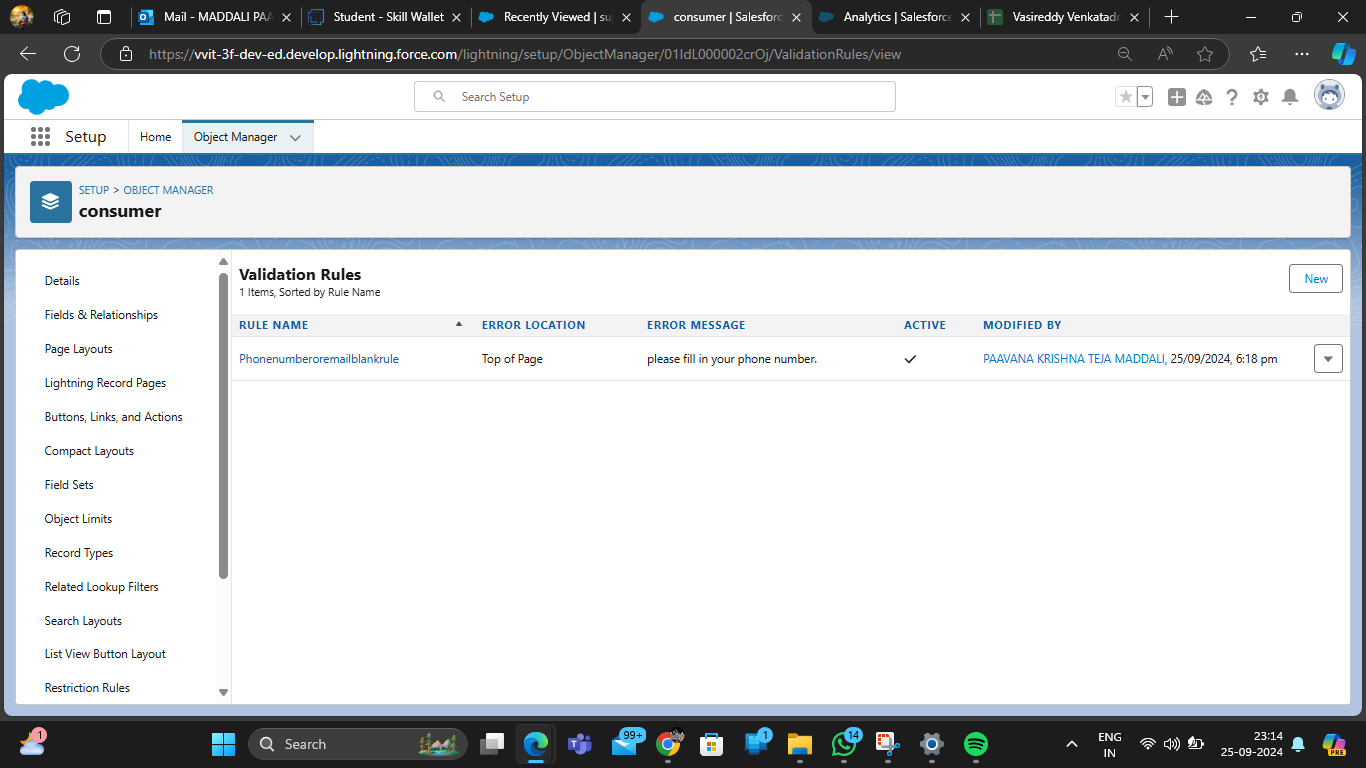 Mail - MADDALI PAA
Student - Skill Wallet
Recently Viewed | su
consumer | Salesforc
Analytics | Salesforce
Vasireddy Venkatadr
https://vvit-3f-dev-ed.develop.lightning.force.com/lightning/setup/ObjectManager/01IdL000002crOj/ValidationRules/view
Search Setup
Setup
Home
Object Manager
SETUP > OBJECT MANAGER
consumer
Details
Fields & Relationships
Page Layouts
Lightning Record Pages
Buttons, Links, and Actions
Compact Layouts
Field Sets
Object Limits
Record Types
Related Lookup Filters
Search Layouts
List View Button Layout
Restriction Rules
Validation Rules
1 Items, Sorted by Rule Name
New
RULE NAME ERROR LOCATION ERROR MESSAGE ACTIVE MODIFIED BY
Phonenumberoremailblankrule Top of Page please fill in your phone number. PAAVANA KRISHNA TEJA MADDALI, 25/09/2024, 6:18 pm
1
Search
99+
1
14
ENG
IN
23:14
25-09-2024
PRE